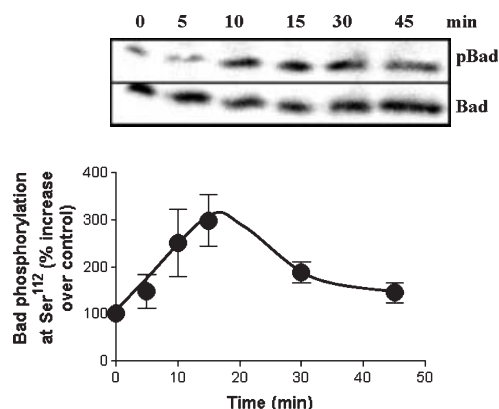 0 5 10 15 30 45 min
pBad
Bad
Bad phosphorylation
at Ser112 (% increase
over control)
400
300
200
100
0
0 10 20 30 40 50
Time (min)